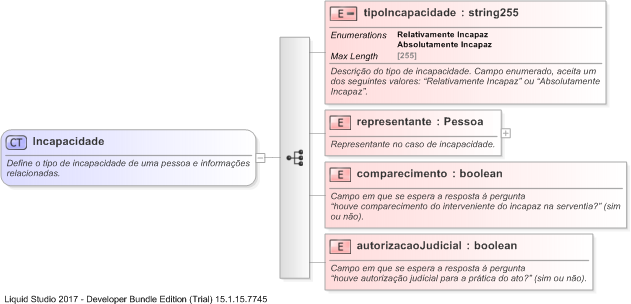 E tipoIncapacidade : string255
Enumerations Relativamente Incapaz
Absolutamente Incapaz
Max Length [255]
Descrição do tipo de incapacidade. Campo enumerado, aceita um
dos seguintes valores: “Relativamente Incapaz” ou “Absolutamente
Incapaz”.
E representante : Pessoa
Representante no caso de incapacidade.
CT Incapacidade
Define o tipo de incapacidade de uma pessoa e informações
relacionadas.
E comparecimento : boolean
Campo em que se espera a resposta á pergunta
“houve comparecimento do interveniente do incapaz na serventia?” (sim
ou não).
E autorizacaoJudicial : boolean
Campo em que se espera a resposta á pergunta
“houve autorização judicial para a prática do ato?” (sim ou não).
Liquid Studio 2017 - Developer Bundle Edition (Trial) 15.1.15.7745